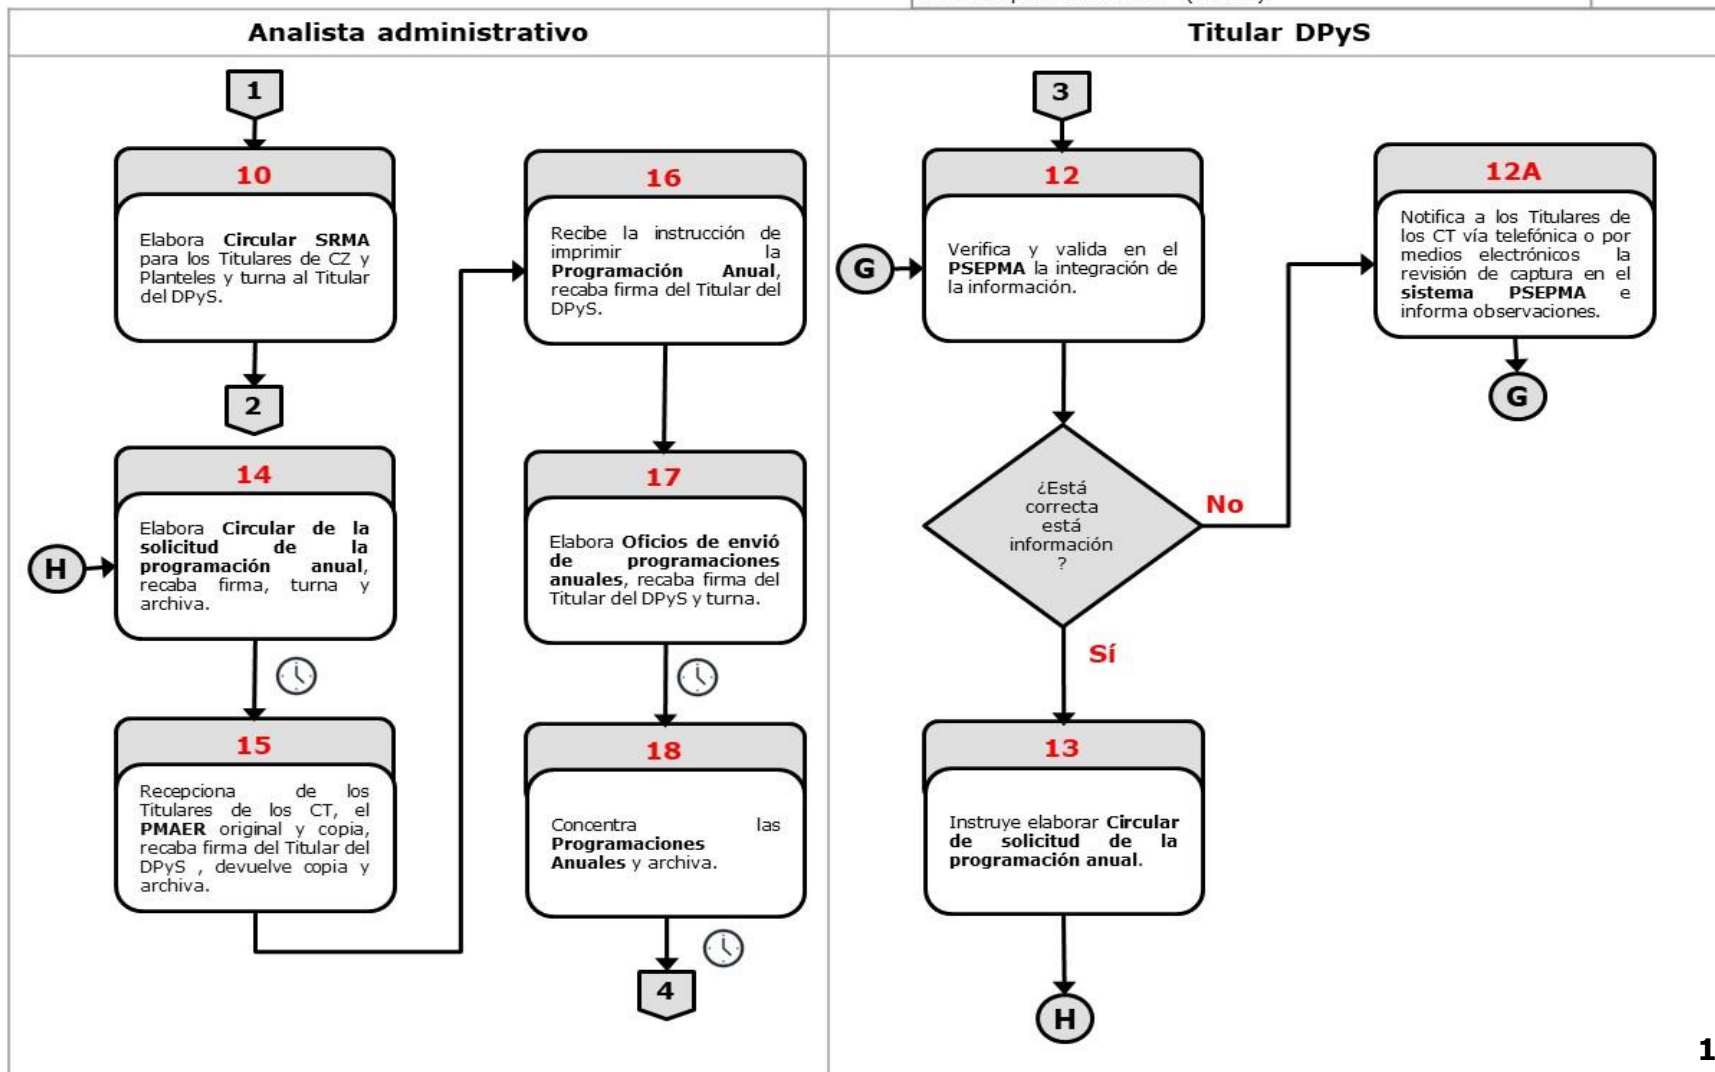 Analista administrativo
Titular DPyS
1
10
Elabora Circular SRMA
para los Titulares de CZ y
Planteles y turna al Titular
del DPyS.
2
H
14
Elabora Circular de la
solicitud de la
programación anual,
recaba firma, turna y
archiva.
15
Recepciona de los
Titulares de los CT, el
PMAER original y copia,
recaba firma del Titular del
DPyS , devuelve copia y
archiva.
16
Recibe la instrucción de
imprimir la
Programación Anual,
recaba firma del Titular del
DPyS.
17
Elabora Oficios de envió
de programaciones
anuales, recaba firma del
Titular del DPyS y turna.
18
Concentra las
Programaciones
Anuales y archiva.
4
3
G
12
Verifica y valida en el
PSEPMA la integración de
la información.
¿Está
correcta
está
información
?
No
Sí
12A
Notifica a los Titulares de
los CT vía telefónica o por
medios electrónicos la
revisión de captura en el
sistema PSEPMA e
informa observaciones.
G
13
Instruye elaborar Circular
de solicitud de la
programación anual.
H
1